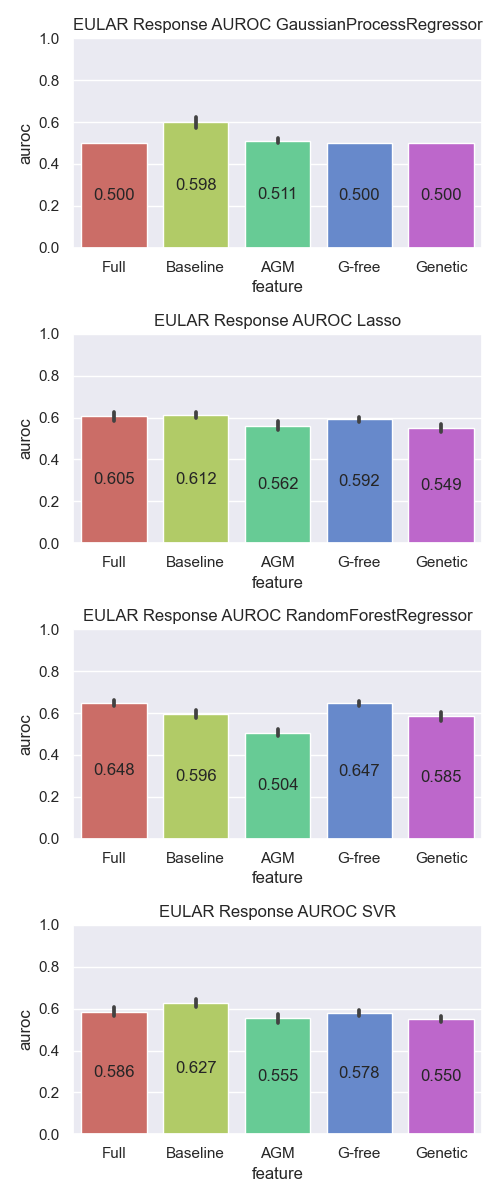 EULAR Response AUROC GaussianProcessRegressor
1.0
0.8
0.6
0.4
0.2
0.0
auroc
0.500
0.598
0.511
0.500
0.500
Full Baseline AGM G-free Genetic
feature
EULAR Response AUROC Lasso
1.0
0.8
0.6
0.4
0.2
0.0
auroc
0.605
0.612
0.562
0.592
0.549
Full Baseline AGM G-free Genetic
feature
EULAR Response AUROC RandomForestRegressor
1.0
0.8
0.6
0.4
0.2
0.0
auroc
0.648
0.596
0.504
0.647
0.585
Full Baseline AGM G-free Genetic
feature
EULAR Response AUROC SVR
1.0
0.8
0.6
0.4
0.2
0.0
auroc
0.586
0.627
0.555
0.578
0.550
Full Baseline AGM G-free Genetic
feature